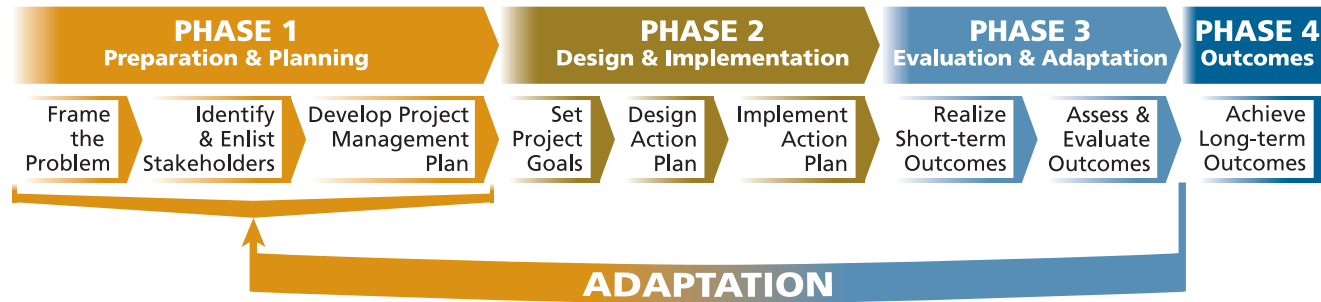 PHASE 1
Preparation & Planning
PHASE 2
Design & Implementation
PHASE 3
Evaluation & Adaptation
PHASE 4
Outcomes
Frame
the
Problem
Identify
& Enlist
Stakeholders
Develop Project
Management
Plan
Set
Project
Goals
Design
Action
Plan
Implement
Action
Plan
Realize
Short-term
Outcomes
Assess &
Evaluate
Outcomes
Achieve
Long-term
Outcomes
ADAPTATION